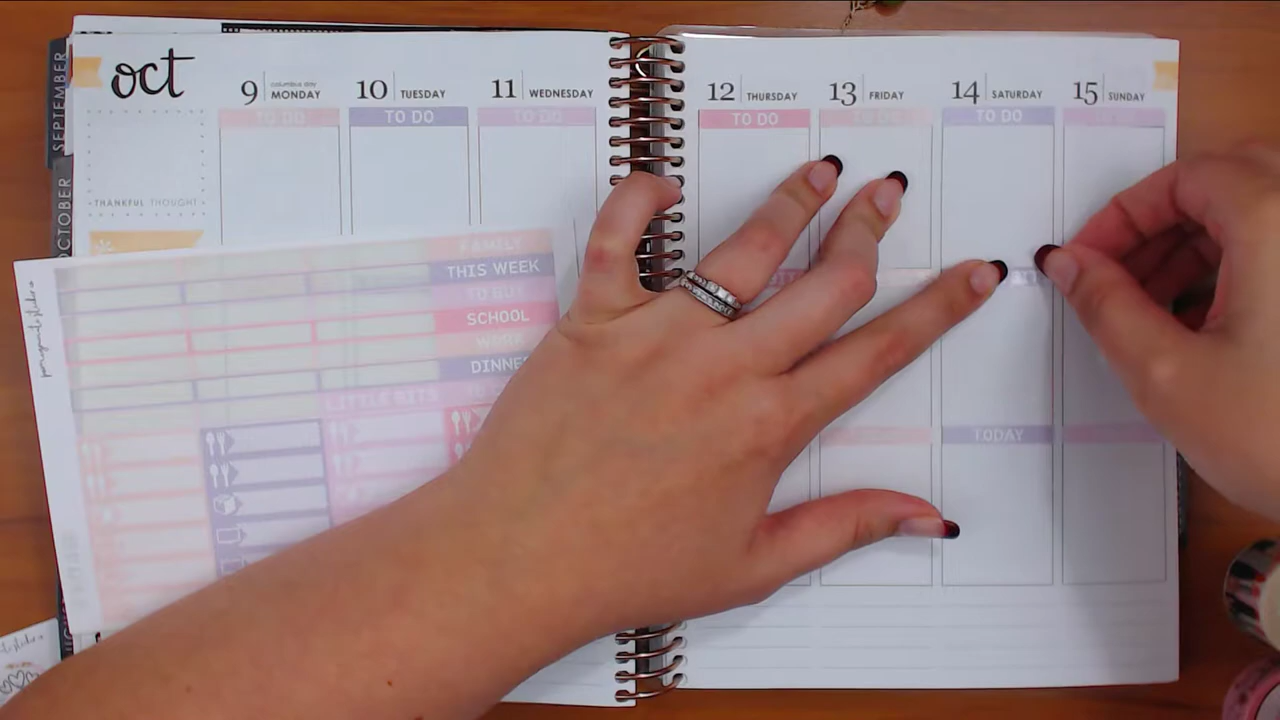 SEPTEMBER
OCTOBER
oct
9 columbus day MONDAY
10 TUESDAY
11 WEDNESDAY
12 THURSDAY
13 FRIDAY
14 SATURDAY
15 SUNDAY
TO DO
TO DO
TO DO
TO DO
TO DO
TO DO
THANKFUL THOUGHT
FAMILY
THIS WEEK
TO BUY
SCHOOL
WORK
LITTLE BITS
TODAY